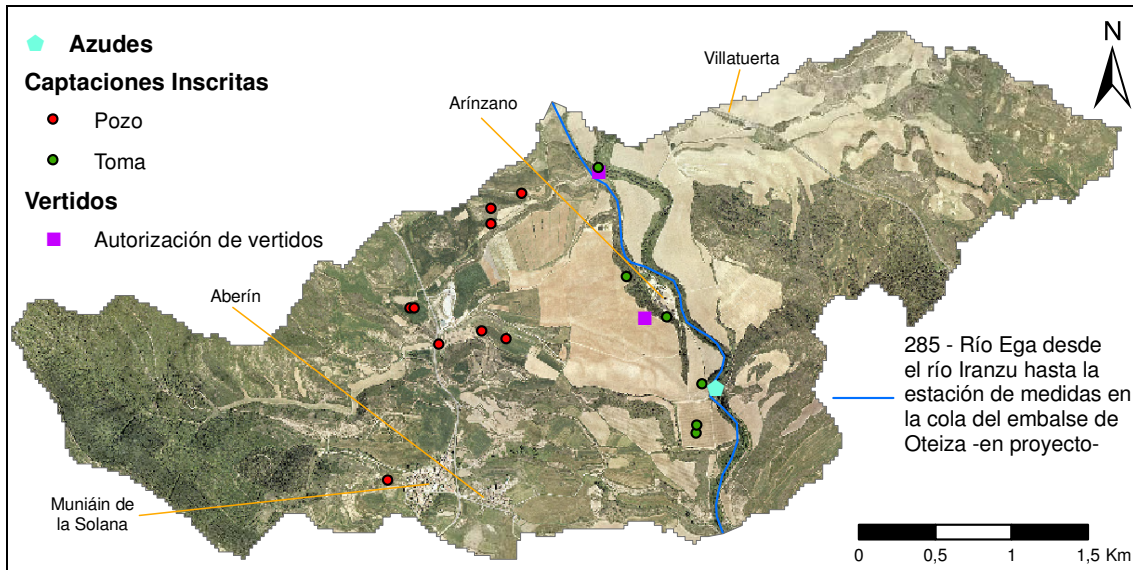 Azudes
Captaciones Inscritas
Pozo
Toma
Vertidos
Autorización de vertidos
Villatuerta
Arínzano
N
Aberín
Muniáin de
la Solana
285 - Río Ega desde
el río Iranzu hasta la
estación de medidas en
la cola del embalse de
Oteiza -en proyecto-
0 0,5 1 1,5 Km